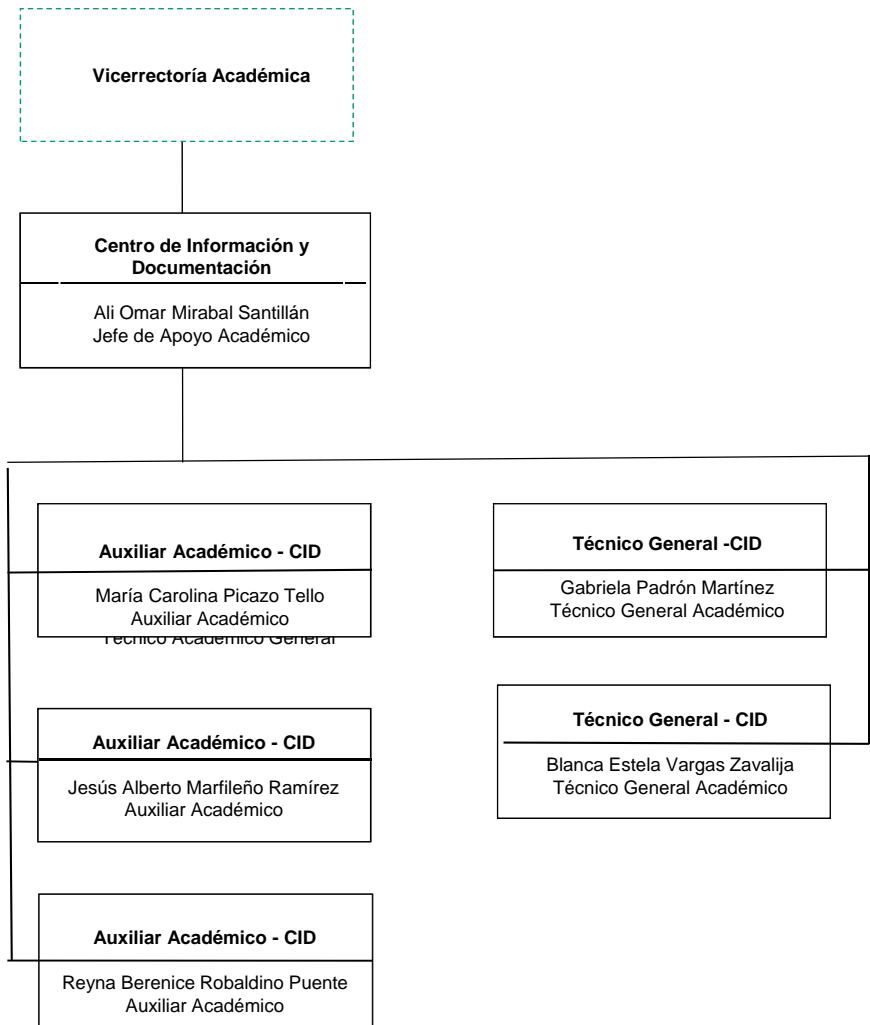 Vicerrectoría Académica
Centro de Información y
Documentación
Ali Omar Mirabal Santillán
Jefe de Apoyo Académico
Auxiliar Académico - CID
María Carolina Picazo Tello
Auxiliar Académico
Técnico Académico General
Técnico General -CID
Gabriela Padrón Martínez
Técnico General Académico
Auxiliar Académico - CID
Jesús Alberto Marfileño Ramírez
Auxiliar Académico
Técnico General - CID
Blanca Estela Vargas Zavalija
Técnico General Académico
Auxiliar Académico - CID
Reyna Berenice Robaldino Puente
Auxiliar Académico